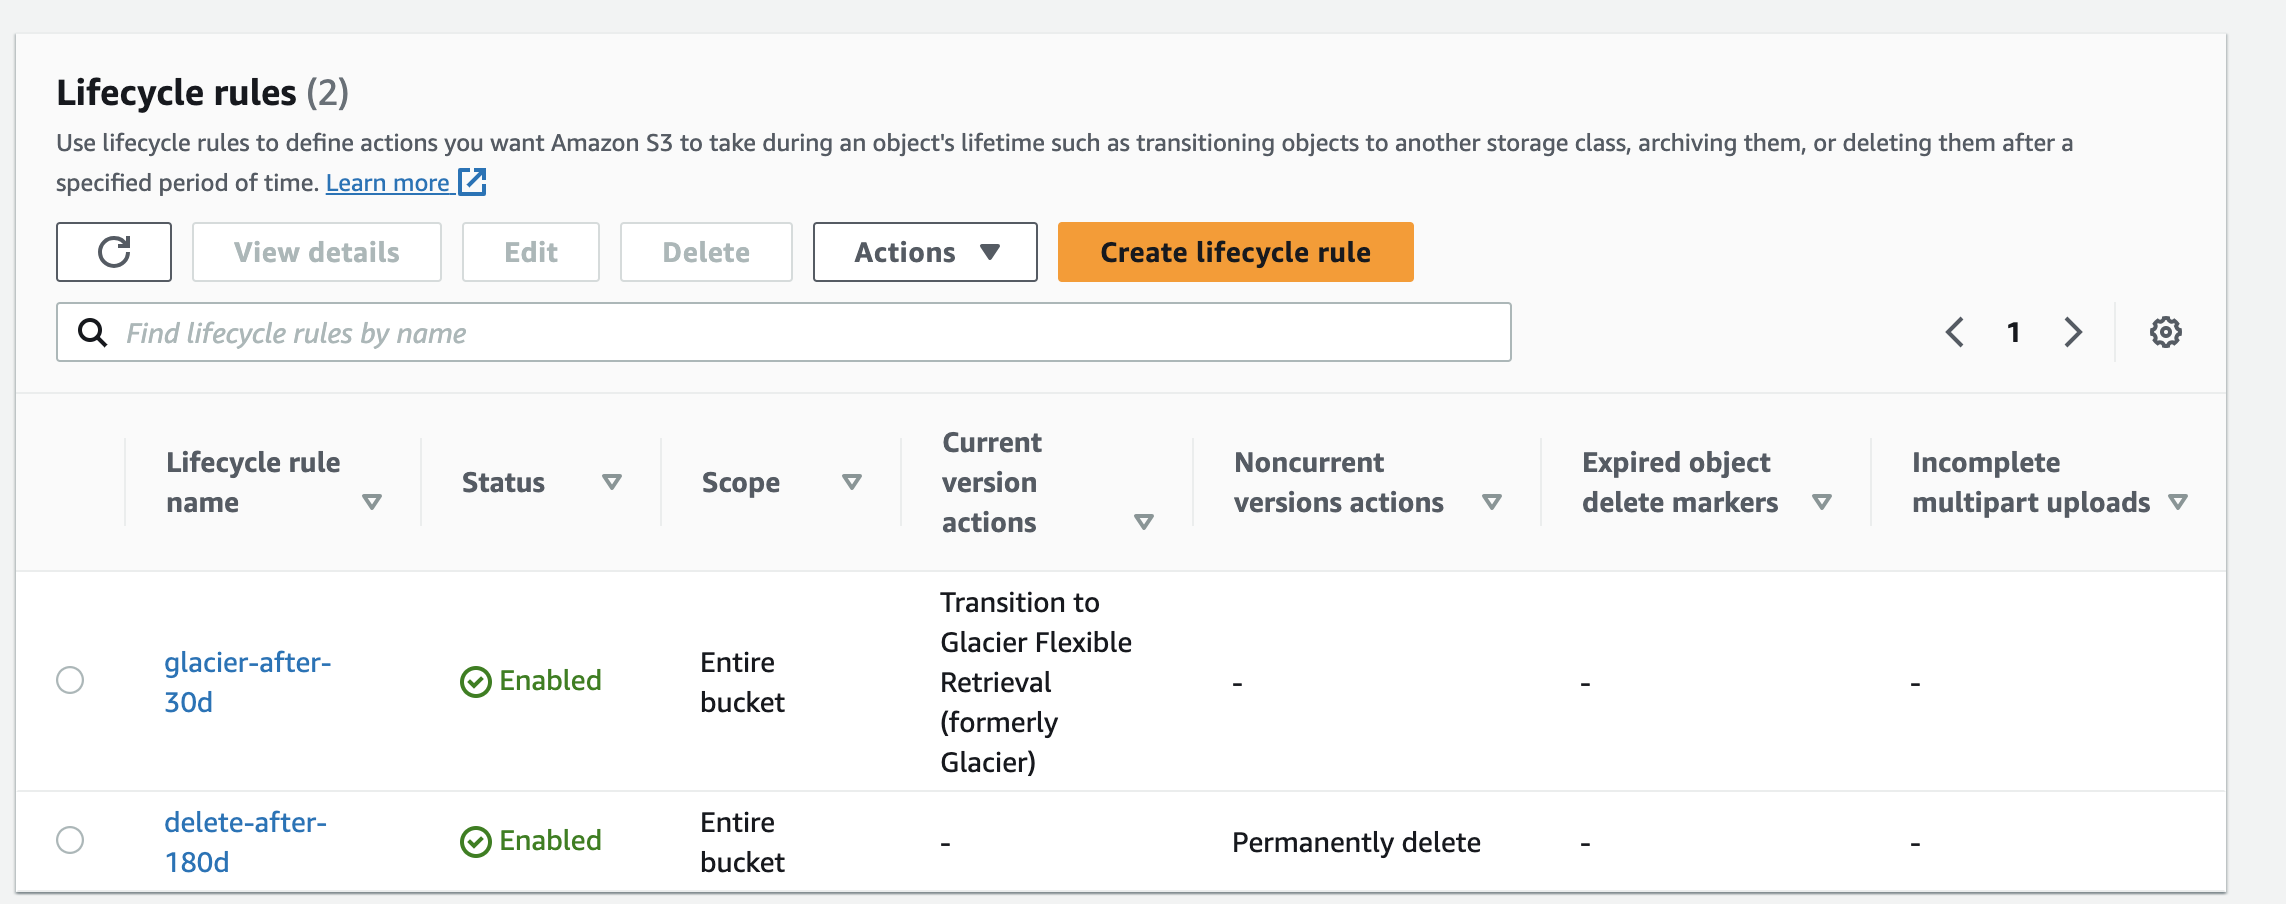 Lifecycle rules (2)
Use lifecycle rules to define actions you want Amazon S3 to take during an object's lifetime such as transitioning objects to another storage class, archiving them, or deleting them after a
specified period of time. Learn more
View details Edit Delete Actions Create lifecycle rule
Find lifecycle rules by name
1
Lifecycle rule
name
Status
Scope
Current
version
actions
Noncurrent
versions actions
Expired object
delete markers
Incomplete
multipart uploads
glacier-after-
30d
Enabled
Entire
bucket
Transition to
Glacier Flexible
Retrieval
(formerly
Glacier)
-
-
-
delete-after-
180d
Enabled
Entire
bucket
-
Permanently delete
-
-